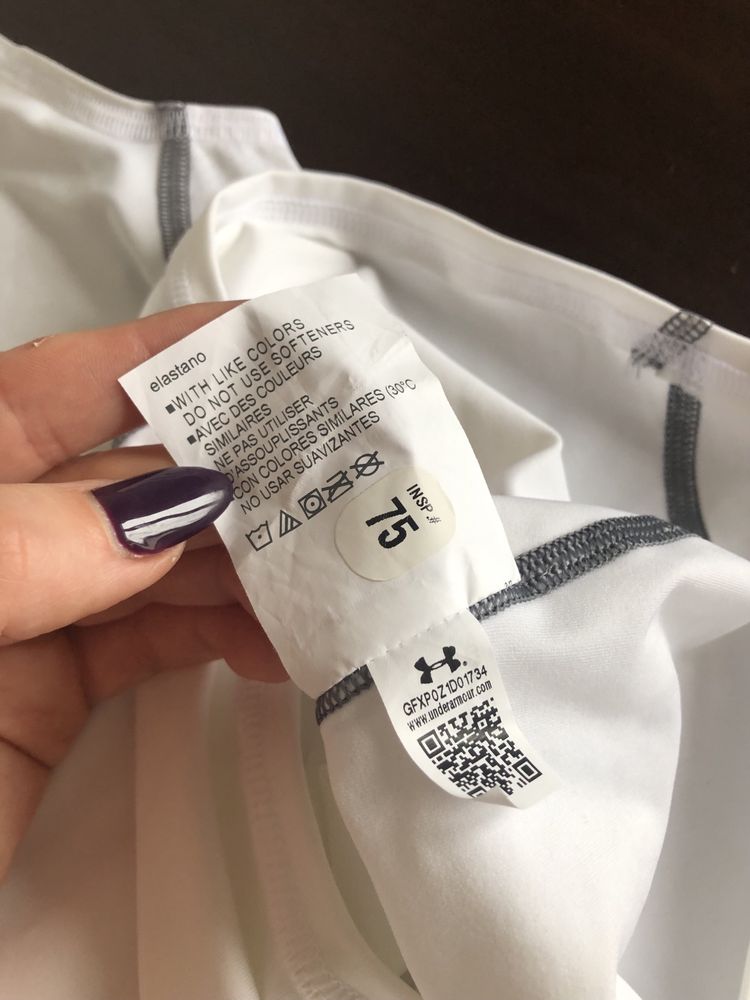 elastano
■WITH LIKE COLORS
DO NOT USE SOFTENERS
■AVEC DES COULEURS
SIMILAIRES
NE PAS UTILISER
D'ASSOUPLISSANTS
CON COLORES SIMILARES (30°C
NO USAR SUAVIZANTES
INSP
75
GFXP0Z1D01734
www.underarmour.com